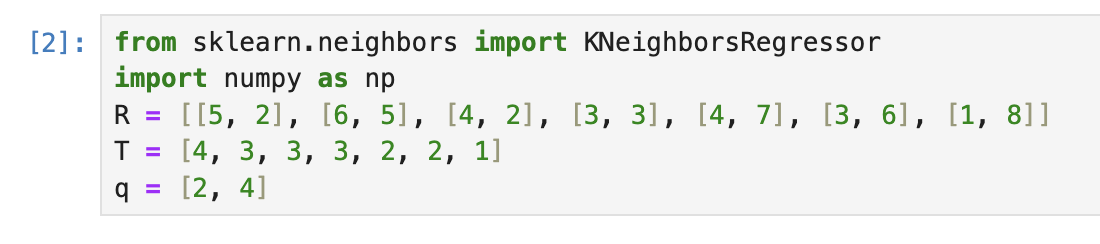 [2]: from sklearn.neighbors import KNeighborsRegressor
import numpy as np
R = [[5, 2], [6, 5], [4, 2], [3, 3], [4, 7], [3, 6], [1, 8]]
T = [4, 3, 3, 3, 2, 2, 1]
q = [2, 4]